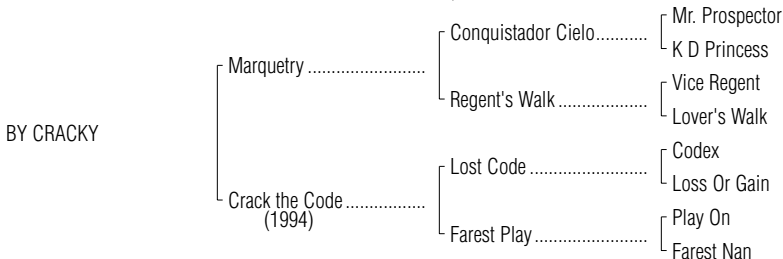 Mr. Prospector
Conquistador Cielo...........
K D Princess
Marquetry .........................
Vice Regent
Regent's Walk ...................
Lover's Walk
BY CRACKY
Codex
Lost Code .........................
Loss Or Gain
Crack the Code.................
(1994)
Play On
Farest Play........................
Farest Nan